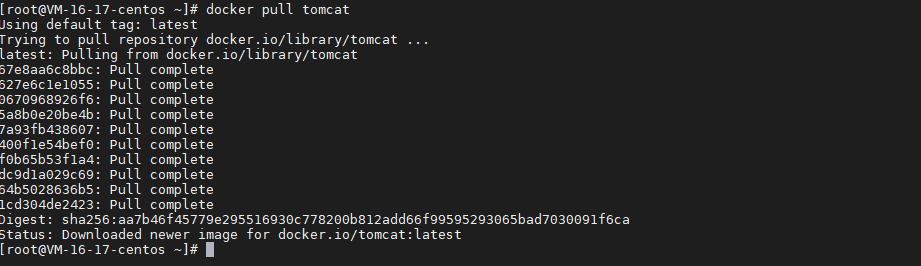 [root@VM-16-17-centos ~]# docker pull tomcat
Using default tag: latest
Trying to pull repository docker.io/library/tomcat ...
latest: Pulling from docker.io/library/tomcat
67e8aa6c8bbc: Pull complete
627e6c1e1055: Pull complete
0670968926f6: Pull complete
5a8b0e20be4b: Pull complete
7a93fb438607: Pull complete
400f1e54bef0: Pull complete
f0b65b53f1a4: Pull complete
dc9d1a029c69: Pull complete
64b5028636b5: Pull complete
1cd304de2423: Pull complete
Digest: sha256:aa7b46f45779e295516930c778200b812add66f99595293065bad7030091f6ca
Status: Downloaded newer image for docker.io/tomcat:latest
[root@VM-16-17-centos ~]#